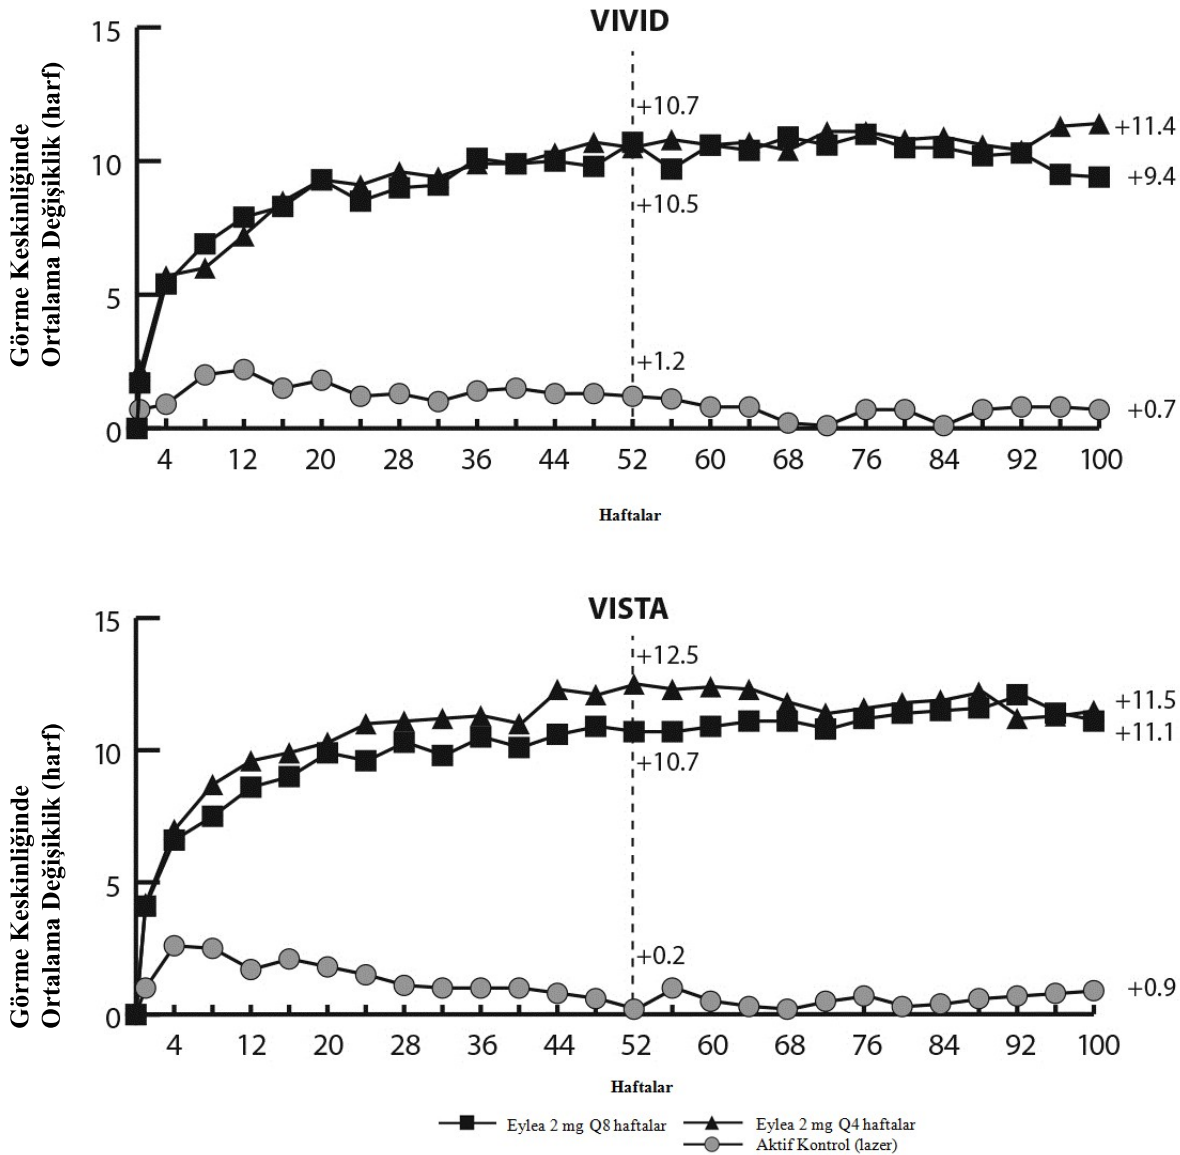 VIVID
Görme Keskinliğinde
Ortalama Değişiklik (harf)
15
10
5
0
+10.7
+10.5
+1.2
+11.4
+9.4
+0.7
4 12 20 28 36 44 52 60 68 76 84 92 100
Haftalar
VISTA
Görme Keskinliğinde
Ortalama Değişiklik (harf)
15
10
5
0
+12.5
+10.7
+0.2
+11.5
+11.1
+0.9
4 12 20 28 36 44 52 60 68 76 84 92 100
Haftalar
Eylea 2 mg Q8 haftalar Eylea 2 mg Q4 haftalar
Aktif Kontrol (lazer)